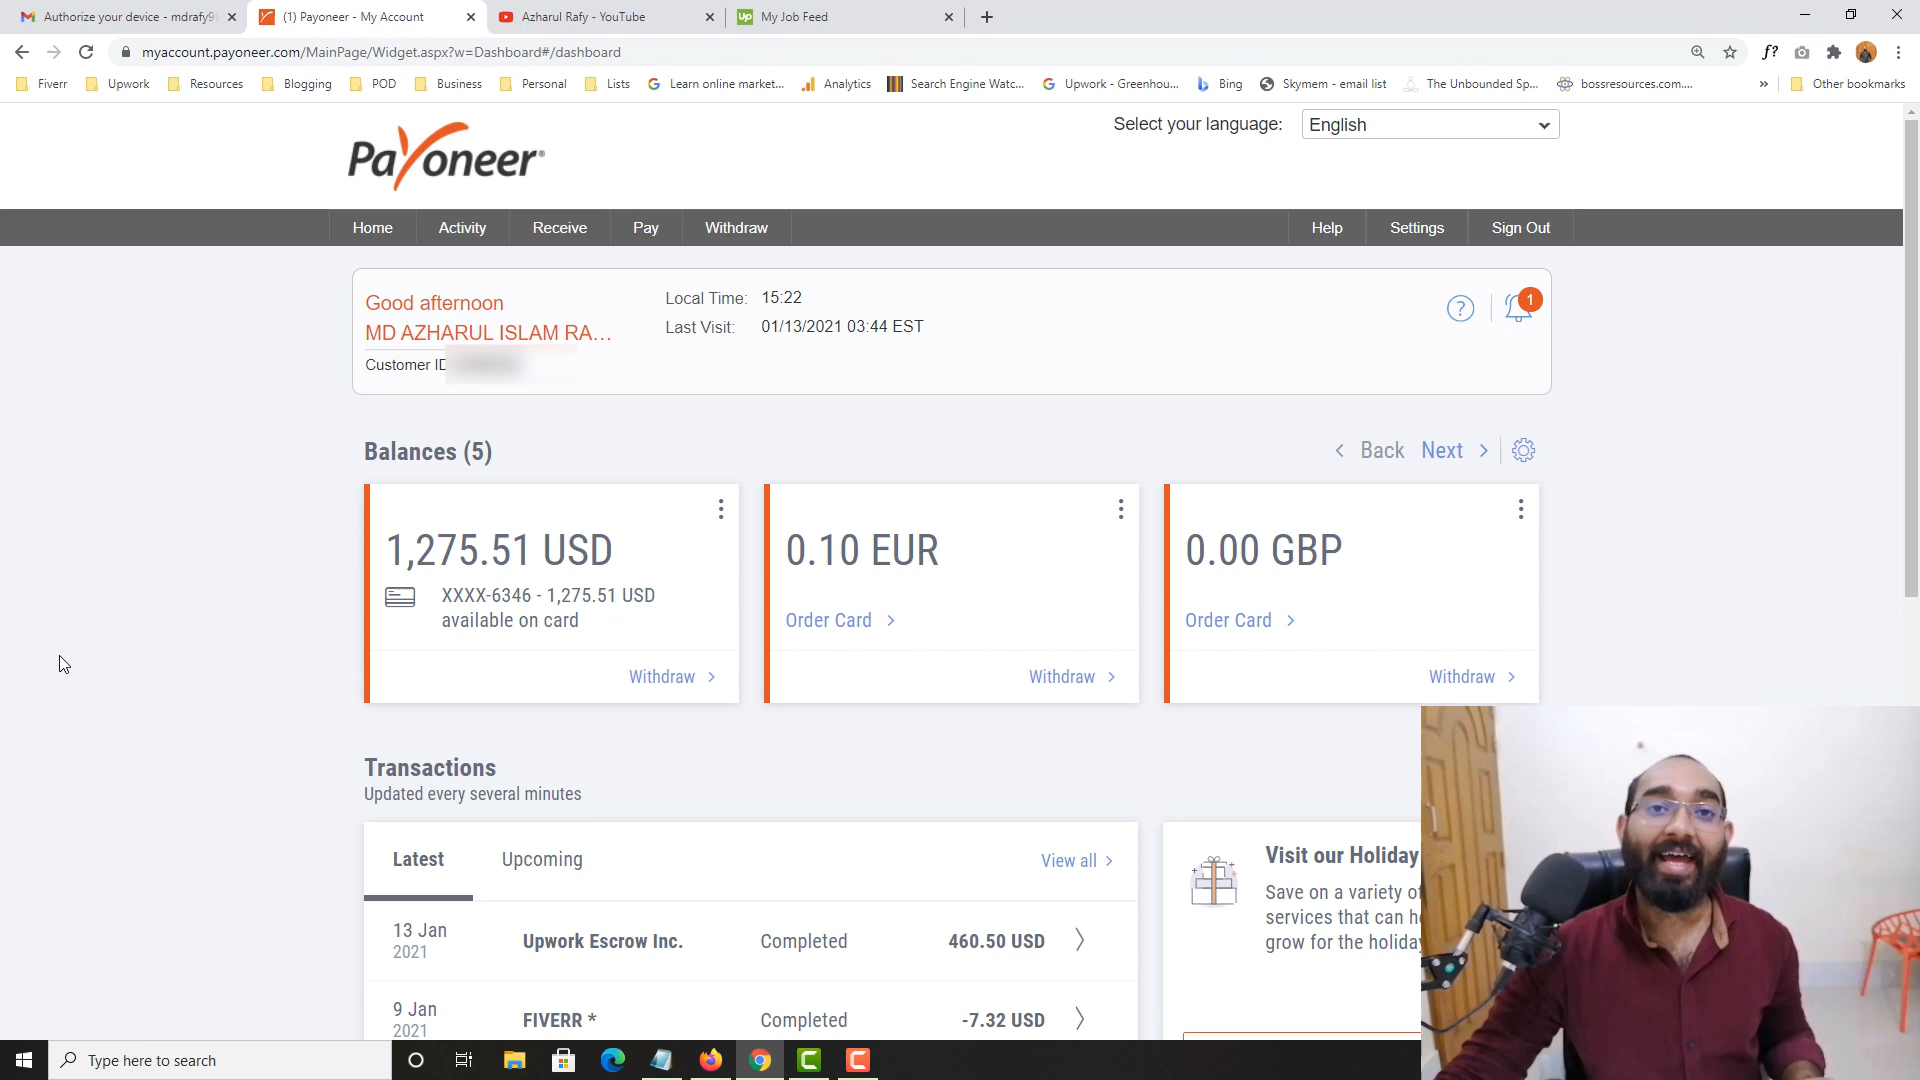 Authorize your device - mdrafy9
(1) Payoneer - My Account
Azharul Rafy - YouTube
My Job Feed
myaccount.payoneer.com/MainPage/Widget.aspx?w=Dashboard#/dashboard
f?
Fiverr
Upwork
Resources
Blogging
POD
Business
Personal
Lists
Learn online market...
Analytics
Search Engine Watc...
Upwork - Greenhou...
Bing
Skymem - email list
The Unbounded Sp...
bossresources.com....
»
Other bookmarks
Payoneer
Select your language:
English
Home
Activity
Receive
Pay
Withdraw
Help
Settings
Sign Out
Good afternoon
MD AZHARUL ISLAM RA...
Customer ID
Local Time: 15:22
Last Visit: 01/13/2021 03:44 EST
?
1
Balances (5)
< Back Next >
1,275.51 USD
XXXX-6346 - 1,275.51 USD
available on card
Withdraw >
0.10 EUR
Order Card >
Withdraw >
0.00 GBP
Order Card >
Withdraw >
Transactions
Updated every several minutes
Latest
Upcoming
View all >
13 Jan
2021
Upwork Escrow Inc.
Completed
460.50 USD
9 Jan
2021
FIVERR *
Completed
-7.32 USD
Visit our Holiday
Save on a variety of
services that can he
grow for the holiday
Type here to search